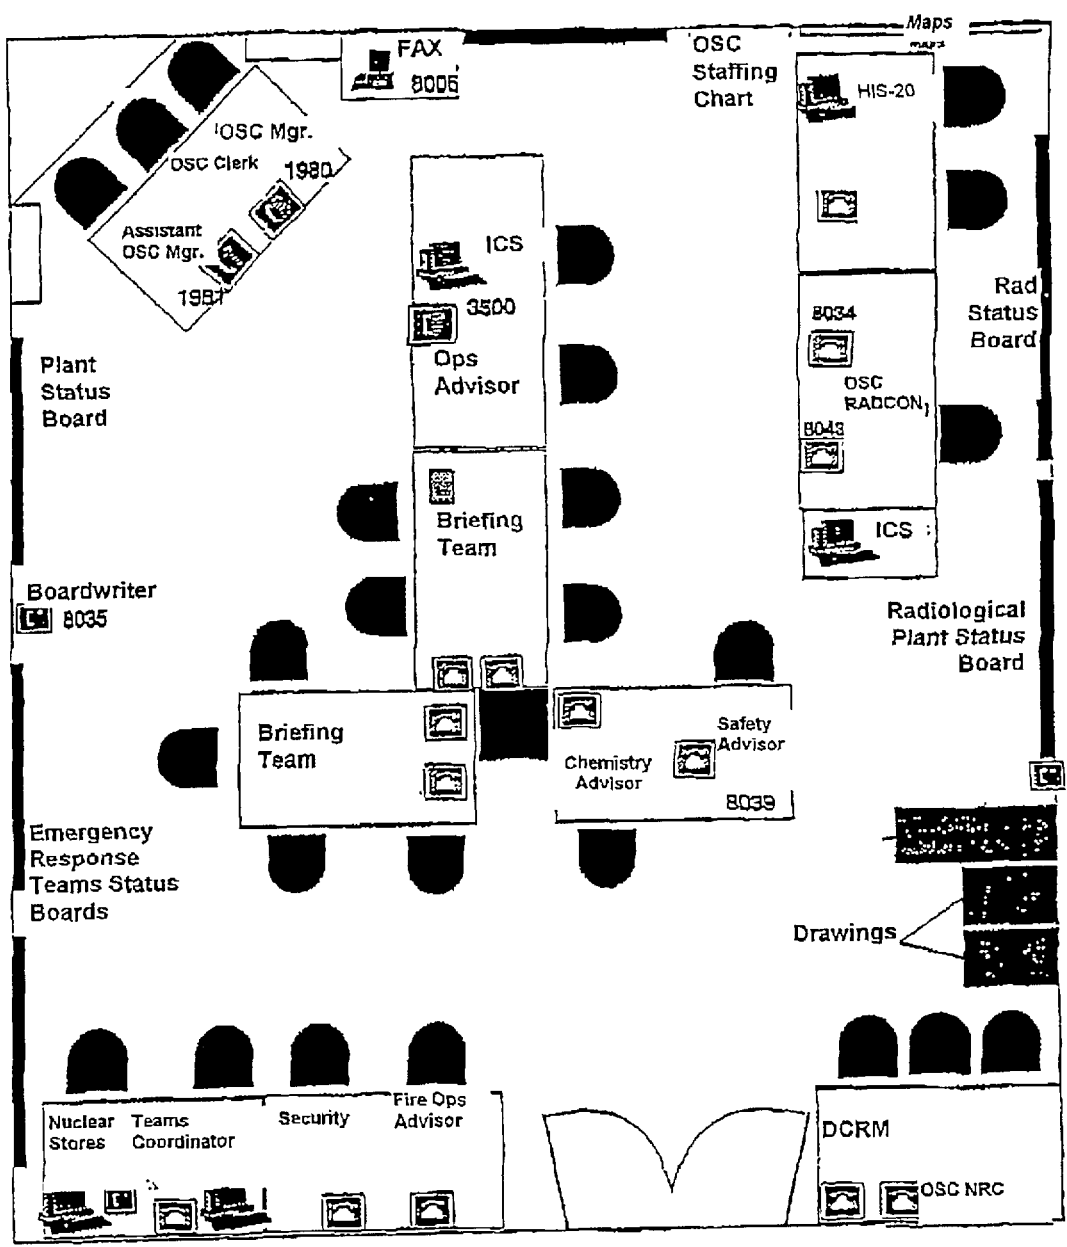 Maps
Maps
FAX
8006
OSC
Staffing
Chart
HIS-20
OSC Mgr.
OSC Clerk
1980
Assistant
OSC Mgr.
1981
ICS
3500
Ops
Advisor
Rad
Status
Board
8034
OSC
RADCON
8043
ICS
Plant
Status
Board
Briefing
Team
Boardwriter
8035
Radiological
Plant Status
Board
Briefing
Team
Safety
Advisor
Chemistry
Advisor
8039
Emergency
Response
Teams Status
Boards
Drawings
Nuclear
Stores
Teams
Coordinator
Security
Fire Ops
Advisor
DCRM
OSC NRC